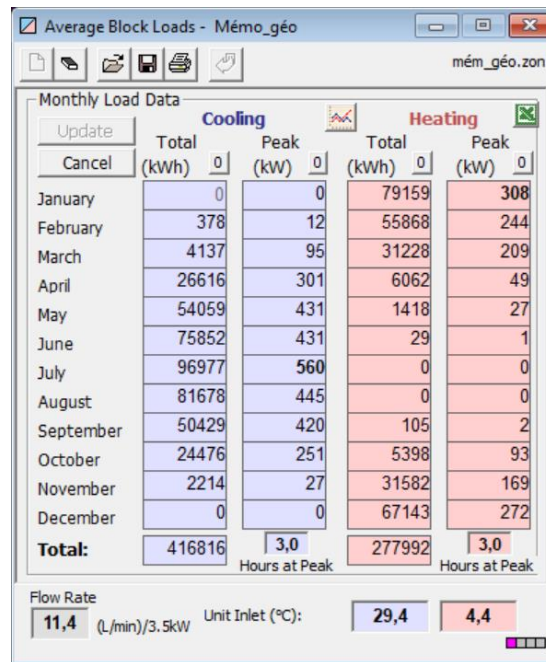 Average Block Loads - Mémo_géo
mém_géo.zon
Monthly Load Data
Update
Cancel
Cooling
Heating
Total Peak Total Peak
(kWh) 0 (kW) 0 (kWh) 0 (kW) 0
January 0 0 79159 308
February 378 12 55868 244
March 4137 95 31228 209
April 26616 301 6062 49
May 54059 431 1418 27
June 75852 431 29 1
July 96977 560 0 0
August 81678 445 0 0
September 50429 420 105 2
October 24476 251 5398 93
November 2214 27 31582 169
December 0 0 67143 272
Total: 416816 3,0 277992 3,0
Hours at Peak Hours at Peak
Flow Rate
11,4 (L/min)/3.5kW Unit Inlet (°C): 29,4 4,4